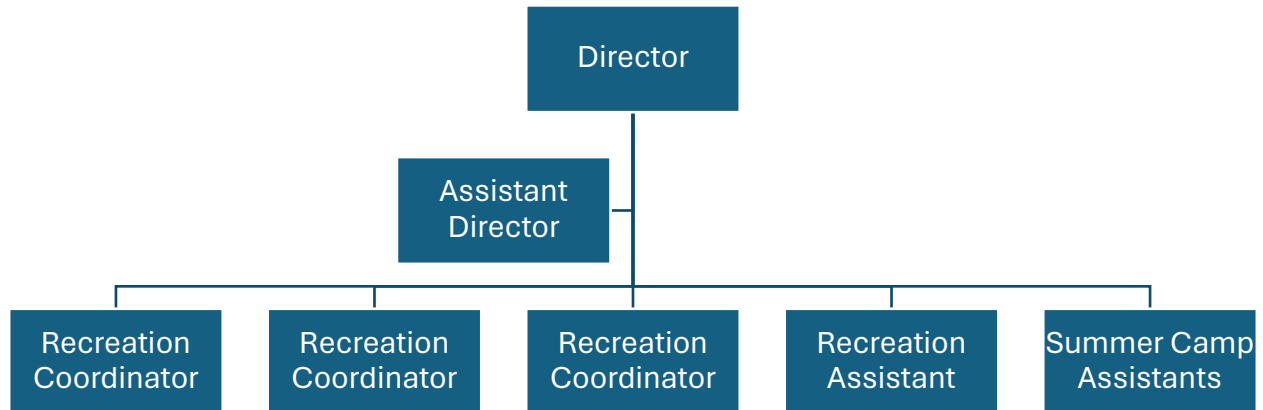 Director
Assistant
Director
Recreation
Coordinator
Recreation
Coordinator
Recreation
Coordinator
Recreation
Assistant
Summer Camp
Assistants